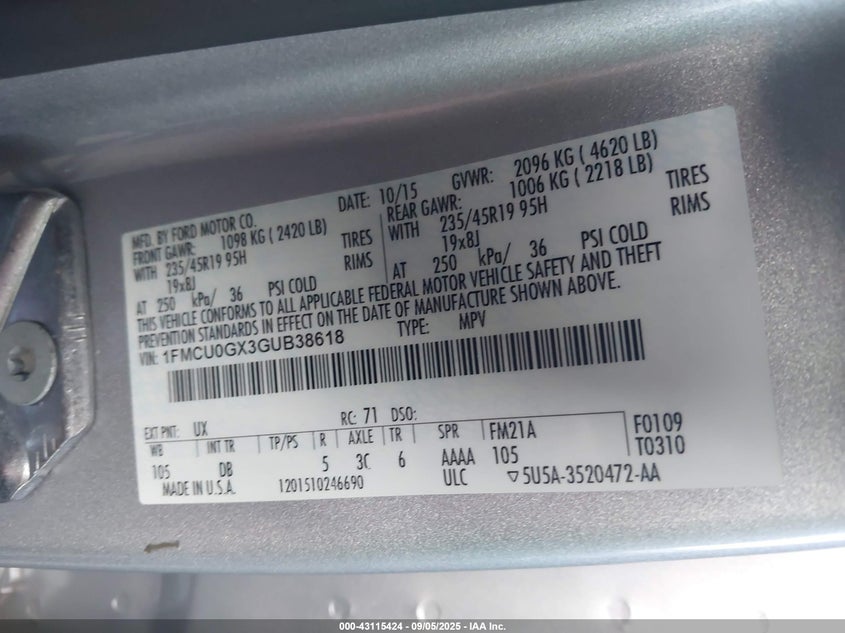 MFD. BY FORD MOTOR CO. DATE: 10/15 GVWR: 2096 KG ( 4620 LB)
FRONT GAWR: 1098 KG ( 2420 LB) REAR GAWR: 1006 KG ( 2218 LB)
WITH 235/45R19 95H TIRES WITH 235/45R19 95H TIRES
19x8J RIMS 19x8J RIMS
AT 250 kPa/ 36 PSI COLD AT 250 kPa/ 36 PSI COLD
THIS VEHICLE CONFORMS TO ALL APPLICABLE FEDERAL MOTOR VEHICLE SAFETY AND THEFT
PREVENTION STANDARDS IN EFFECT ON THE DATE OF MANUFACTURE SHOWN ABOVE.
VIN: 1FMCU0GX3GUB38618 TYPE: MPV
EXT PNT: UX RC: 71 DSO:
WB INT TR TP/PS R AXLE TR SPR FM21A F0109
105 DB 5 3C 6 AAAA 105 T0310
MADE IN U.S.A. 1201510246690 ULC ▽5U5A-3520472-AA
000-43115424 - 09/05/2025 - IAA Inc.